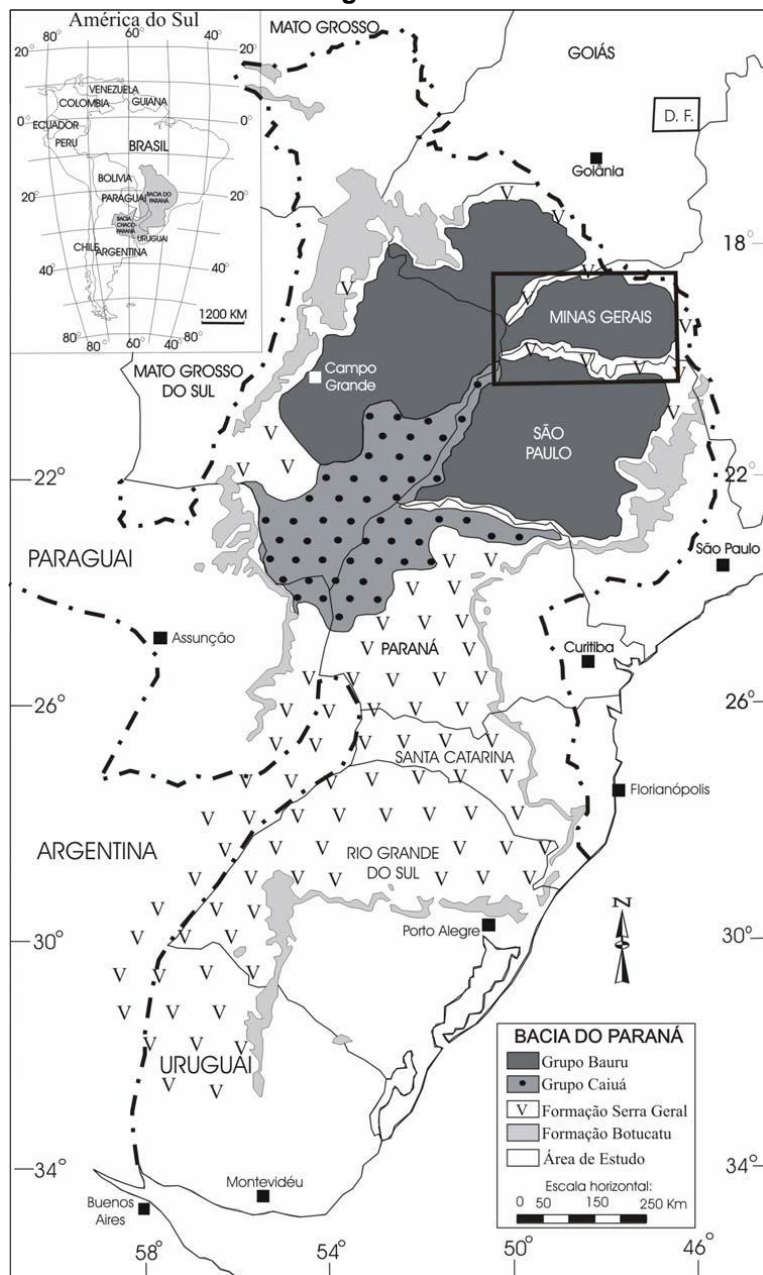 América do Sul
20° 80° 60° 40° 20°
VENEZUELA
COLOMBIA GUIANA
0° 0°
ECUADOR
PERU
BRASIL
BOLIVIA
BACIA DO
PARANÁ
PARAGUAI
20° 20°
BACIA
CHACO-
PARANÁ
URUGUAI
CHILE
ARGENTINA
40° 40°
1200 KM
80° 80° 60° 40°
MATO GROSSO
GOIÁS
D. F.
Goiânia
18°
MINAS GERAIS
MATO GROSSO
DO SUL
Campo
Grande
SÃO
PAULO
22° 22°
São Paulo
PARAGUAI
Assunção
PARANÁ
Curitiba
26° 26°
SANTA CATARINA
Florianópolis
ARGENTINA
RIO GRANDE
DO SUL
Porto Alegre
N
30° 30°
URUGUAI
BACIA DO PARANÁ
Grupo Bauru
Grupo Caiuá
V Formação Serra Geral
Formação Botucatu
Área de Estudo
Escala horizontal:
0 50 150 250 Km
34° 34°
Montevidéu
Buenos
Aires
58° 54° 50° 46°